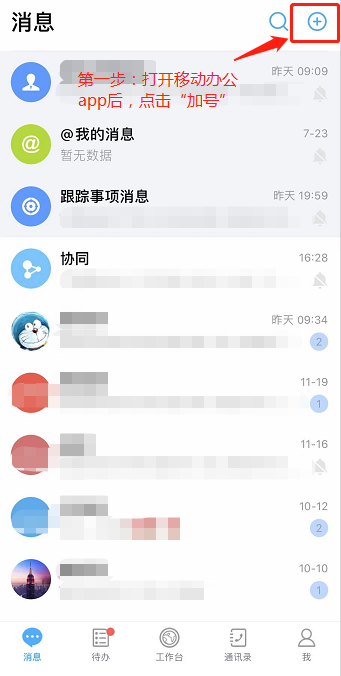 消息
第一步：打开移动办公
app后，点击“加号”
昨天 09:09
@我的消息
7-23
暂无数据
跟踪事项消息
昨天 19:59
协同
16:28
昨天 09:34
2
11-19
1
11-16
10-12
2
10-10
1
消息
待办
工作台
通讯录
我